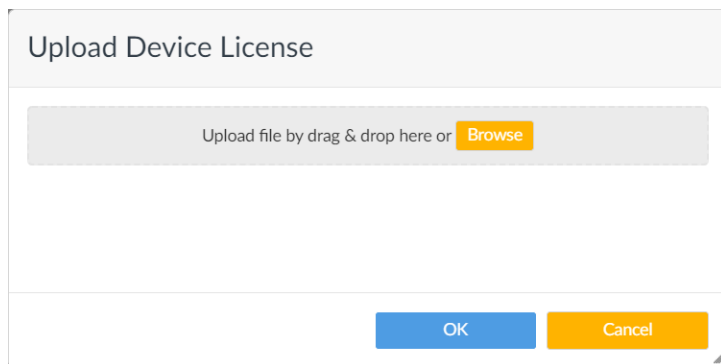 Upload Device License
Upload file by drag & drop here or Browse
OK Cancel